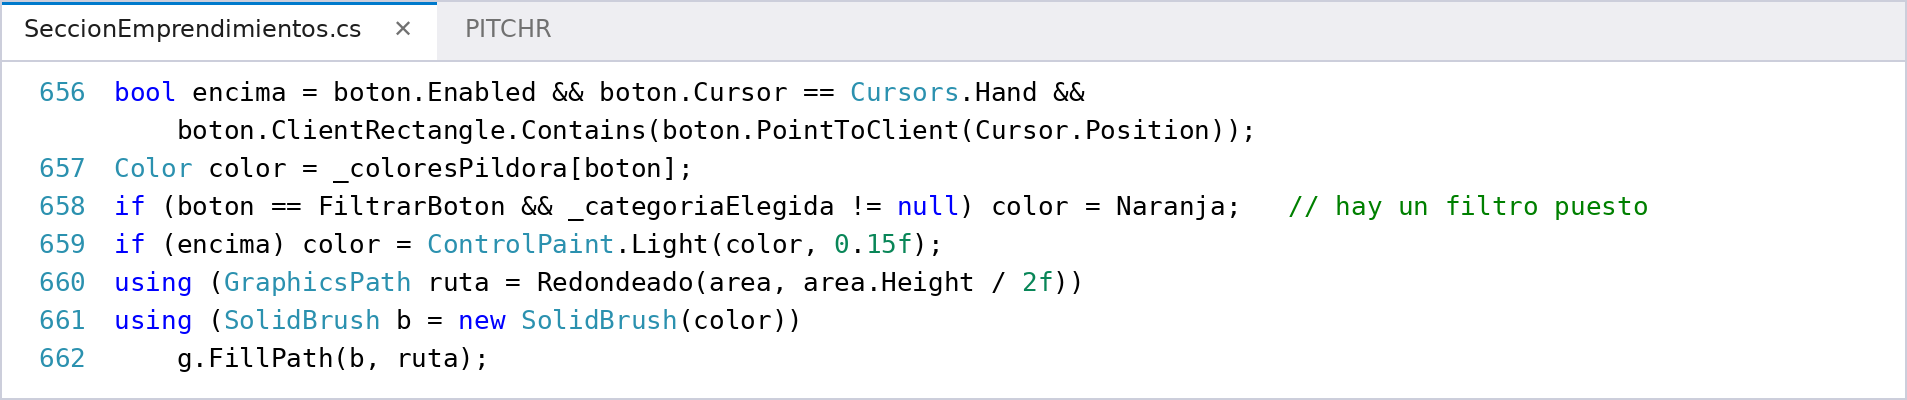 SeccionEmprendimientos.cs ✕ PITCHR
656 bool encima = boton.Enabled && boton.Cursor == Cursors.Hand &&
boton.ClientRectangle.Contains(boton.PointToClient(Cursor.Position));
657 Color color = _coloresPildora[boton];
658 if (boton == FiltrarBoton && _categoriaElegida != null) color = Naranja;   // hay un filtro puesto
659 if (encima) color = ControlPaint.Light(color, 0.15f);
660 using (GraphicsPath ruta = Redondeado(area, area.Height / 2f))
661 using (SolidBrush b = new SolidBrush(color))
662     g.FillPath(b, ruta);